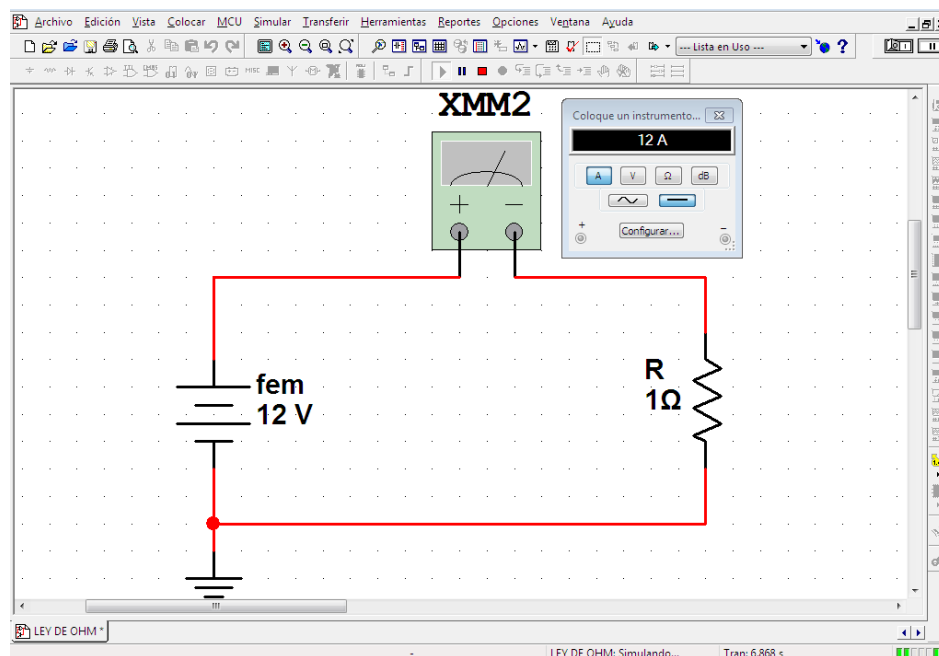 Archivo Edición Vista Colocar MCU Simular Transferir Herramientas Reportes Opciones Ventana Ayuda
--- Lista en Uso ---
MISC
XMM2
Coloque un instrumento...
12 A
A V Ω dB
+ −
Configurar...
+ −
fem
12 V
R
1Ω
LEY DE OHM *
- LEY DE OHM: Simulando... Tran: 6.868 s